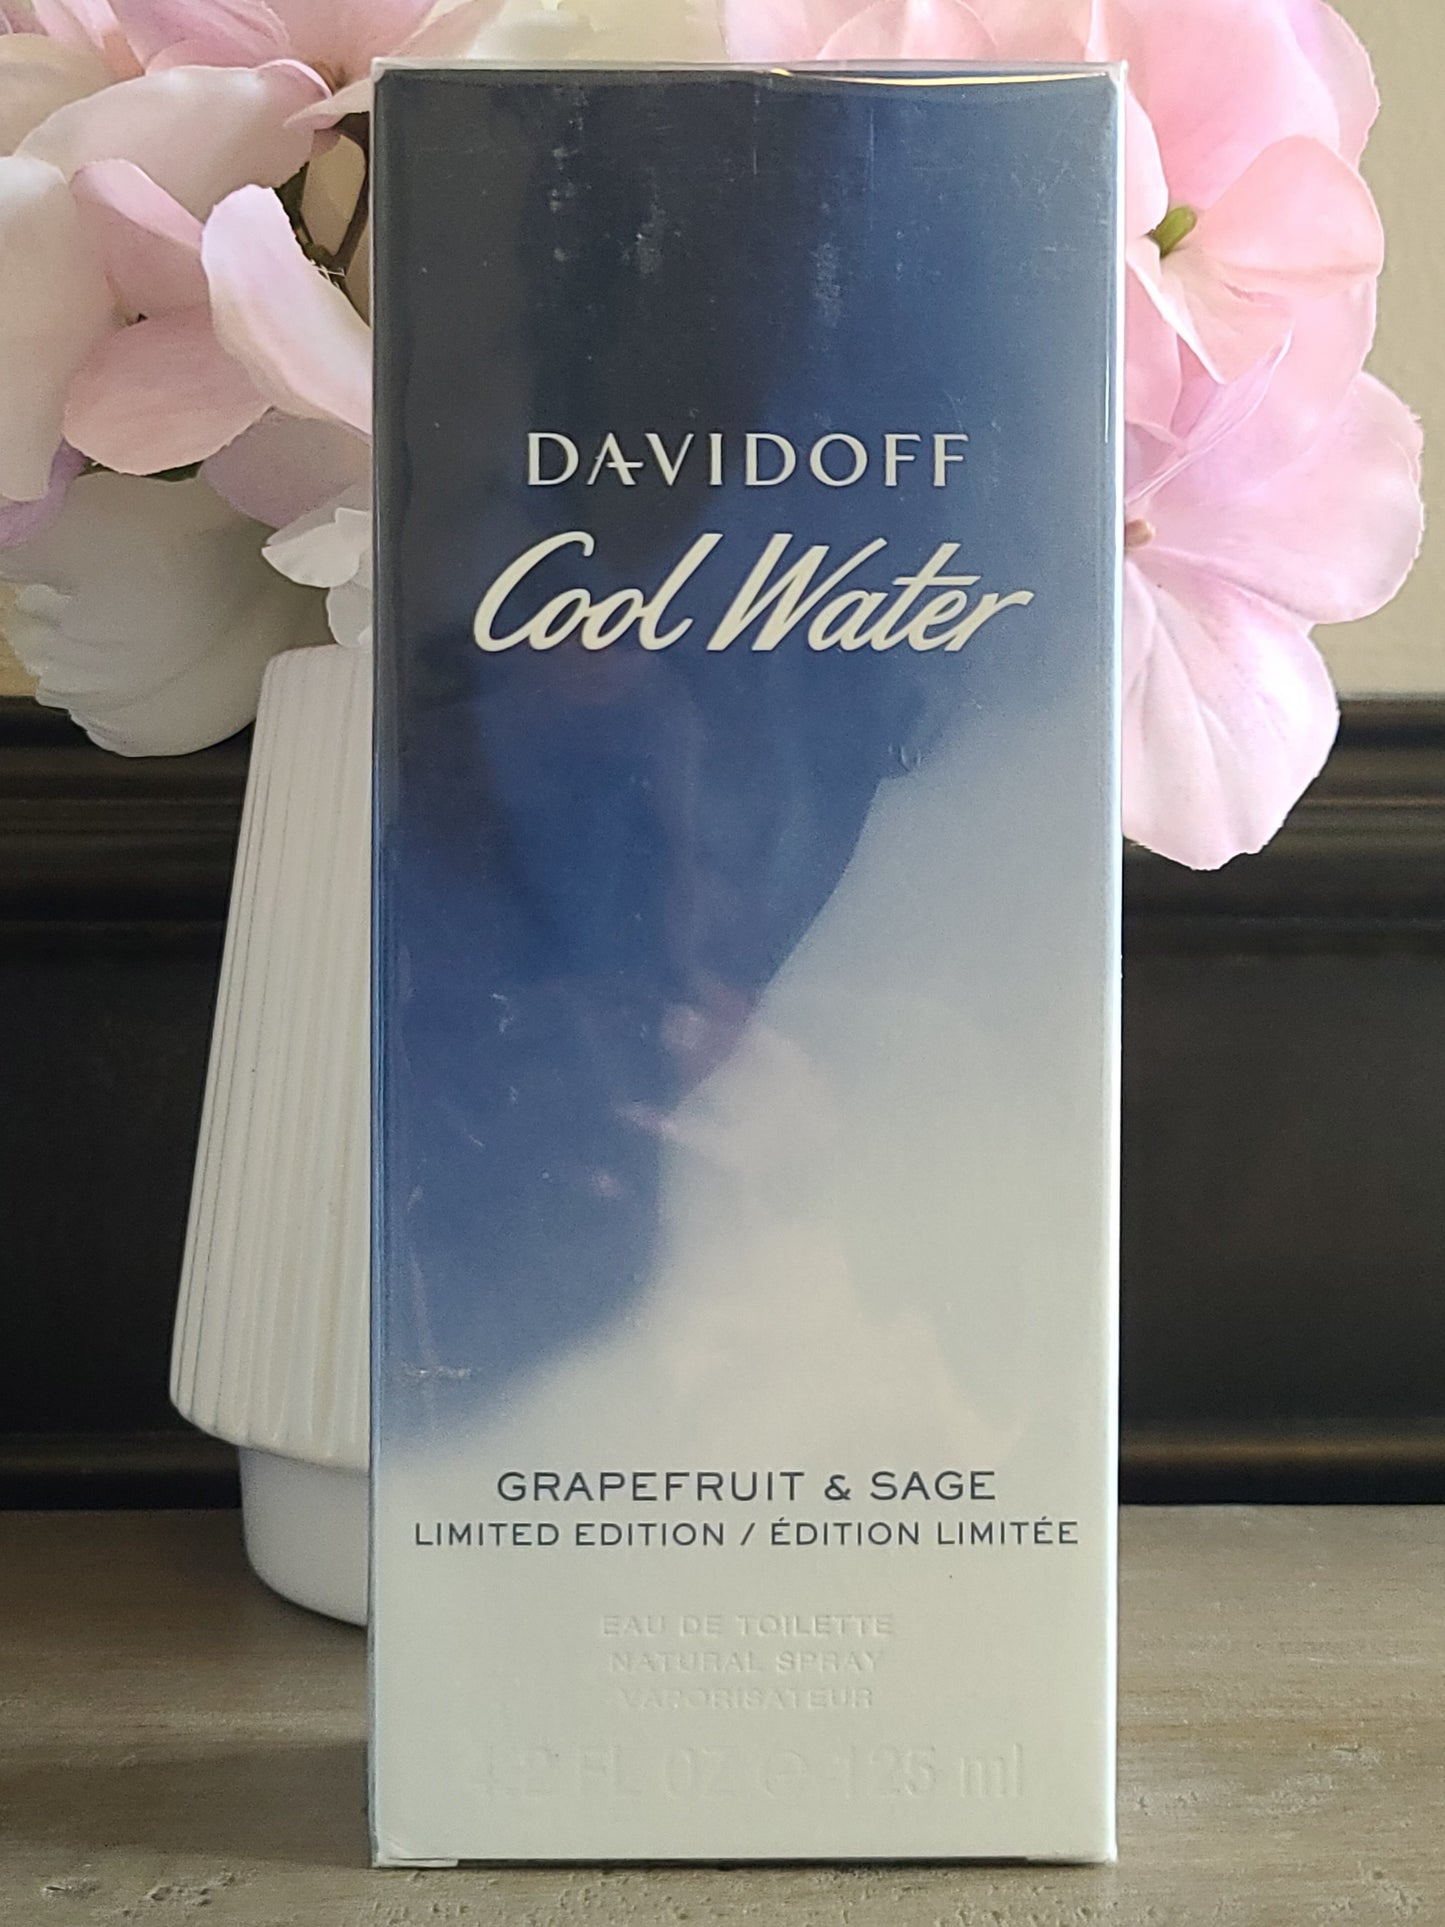 DAVIDOFF
Cool Water
GRAPEFRUIT & SAGE
LIMITED EDITION / ÉDITION LIMITÉE
EAU DE TOILETTE
NATURAL SPRAY
VAPORISATEUR
4.2 FL OZ ℮ 125 ml